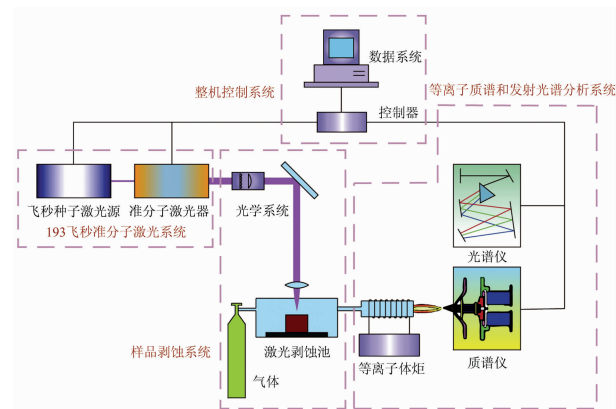 数据系统
整机控制系统
等离子质谱和发射光谱分析系统
控制器
飞秒种子激光源
准分子激光器
光学系统
193飞秒准分子激光系统
光谱仪
样品剥蚀系统
激光剥蚀池
气体
等离子体炬
质谱仪